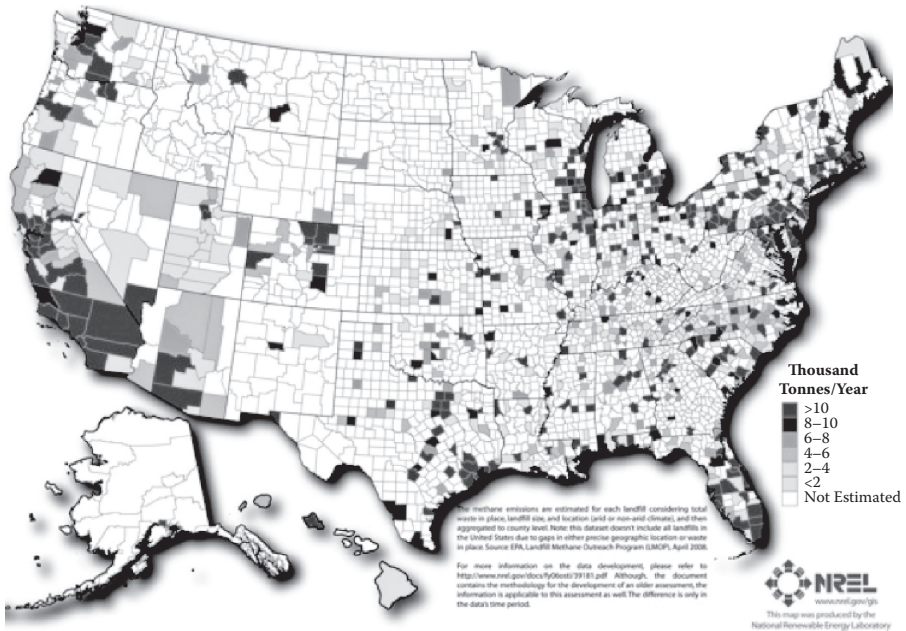 Thousand
Tonnes/Year
>10
8–10
6–8
4–6
2–4
<2
Not Estimated
The methane emissions are estimated for each landfill considering total
waste in place, landfill size, and location (arid or non-arid climate), and then
aggregated to county level. Note: this dataset doesn't include all landfills in
the United States due to gaps in either precise geographic location or waste
in place. Source: EPA, Landfill Methane Outreach Program (LMOP), April 2008.
For more information on the data development, please refer to
http://www.nrel.gov/docs/fy06osti/39181.pdf Although, the document
contains the methodology for the development of an older assessment, the
information is applicable to this assessment as well. The difference is only in
the data's time period.
NREL
www.nrel.gov/gis
This map was produced by the
National Renewable Energy Laboratory